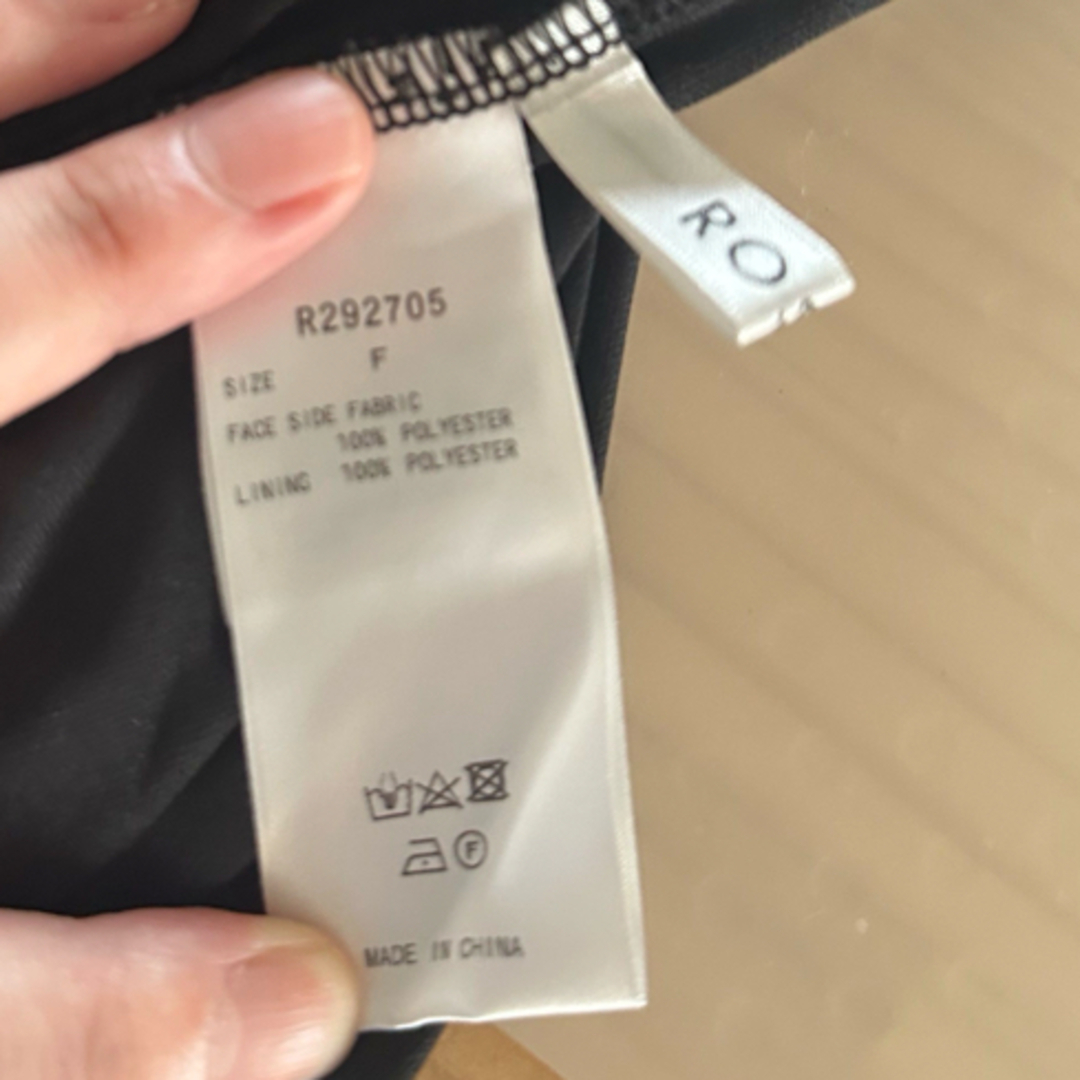 RO
R292705
SIZE F
FACE SIDE FABRIC
100% POLYESTER
LINING 100% POLYESTER
F
MADE IN CHINA